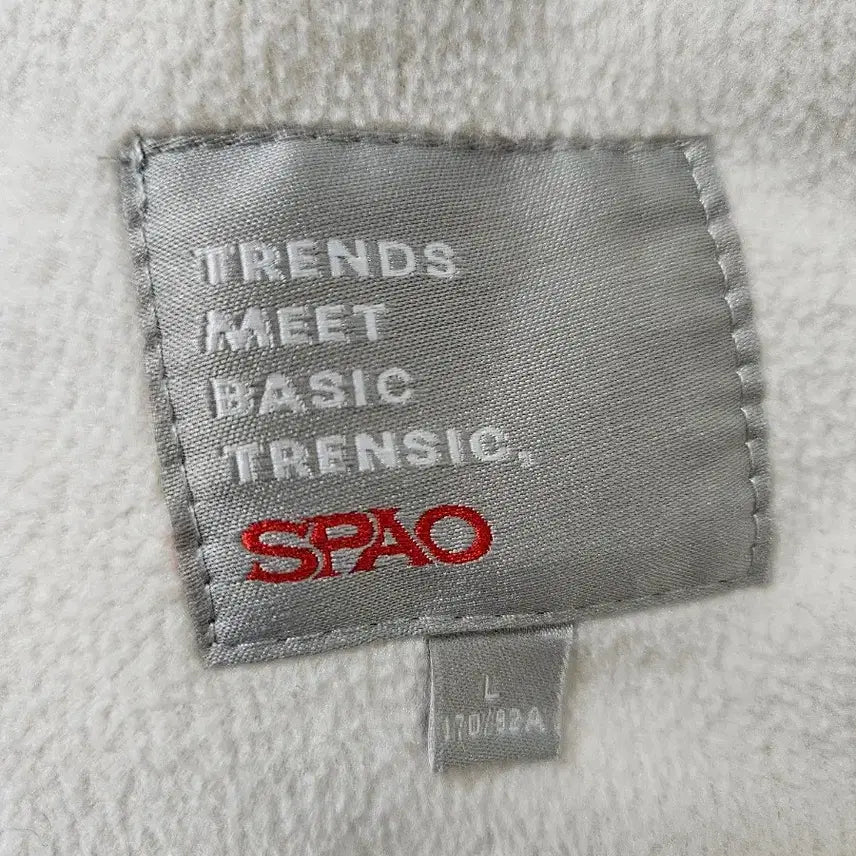 TRENDS
MEET
BASIC
TRENSIC,
SPAO
L
170/92A